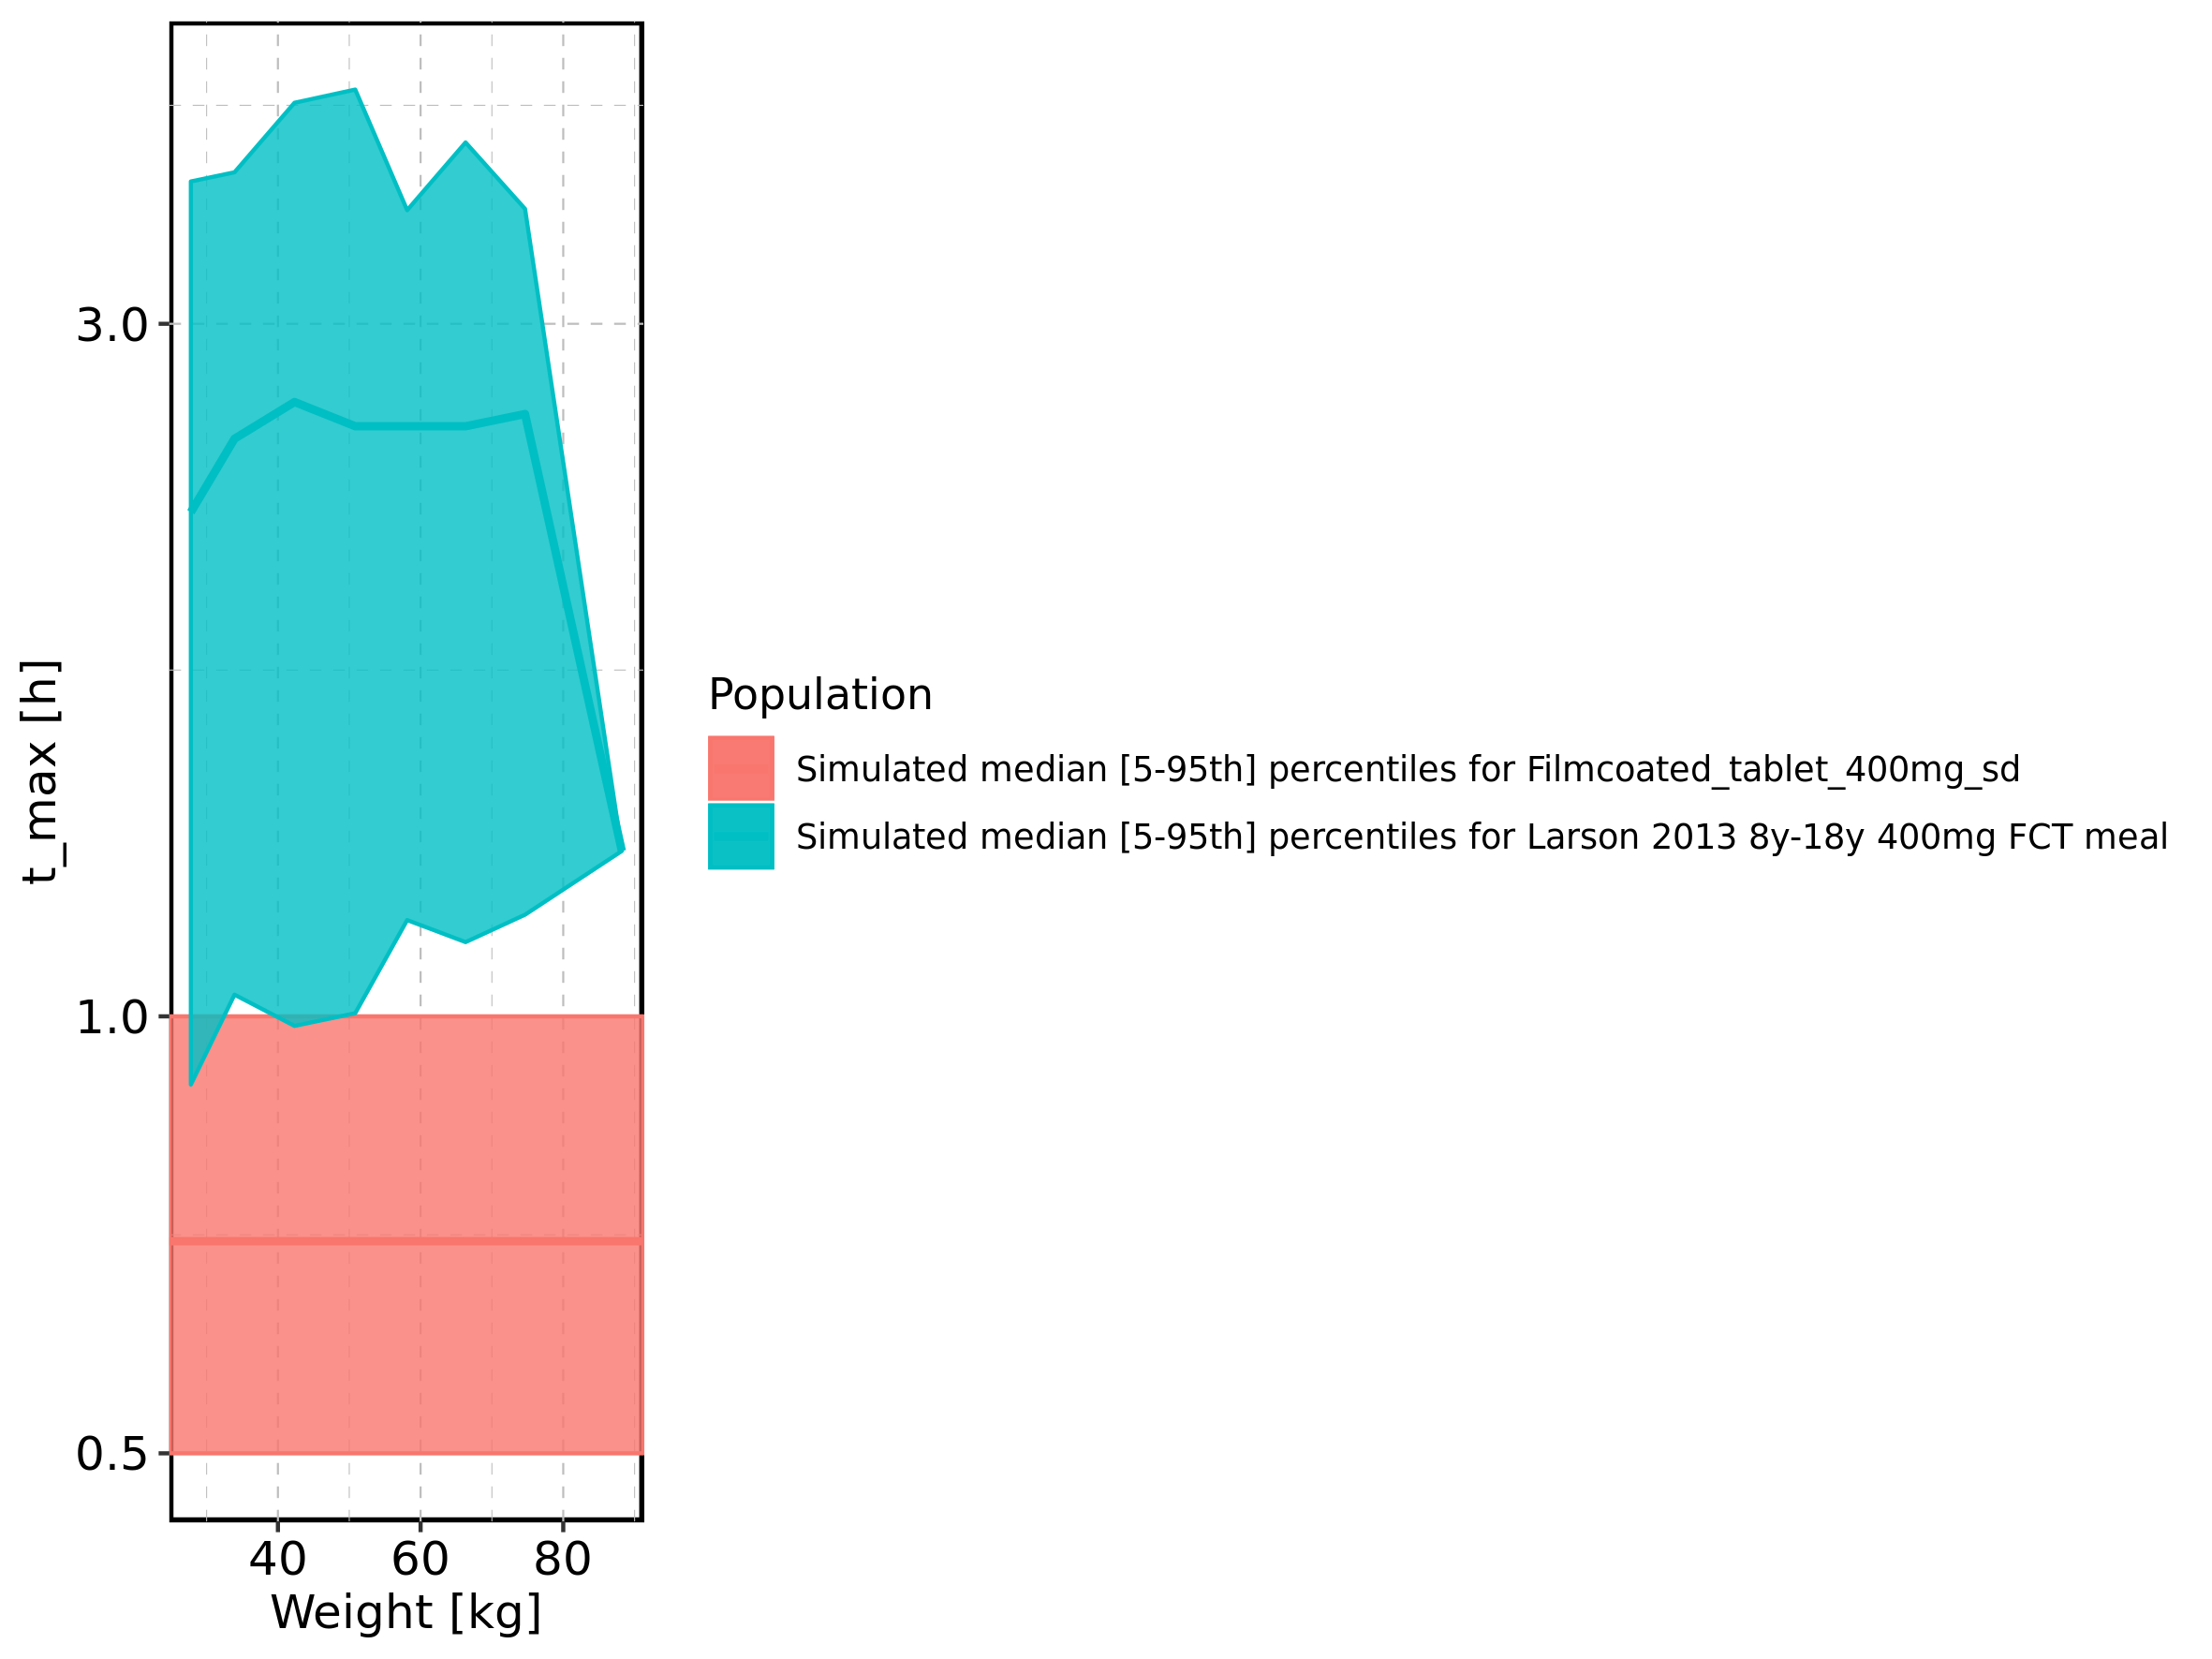 t_max [h]
3.0
1.0
0.5
40 60 80
Weight [kg]
Population
Simulated median [5-95th] percentiles for Filmcoated_tablet_400mg_sd
Simulated median [5-95th] percentiles for Larson 2013 8y-18y 400mg FCT meal